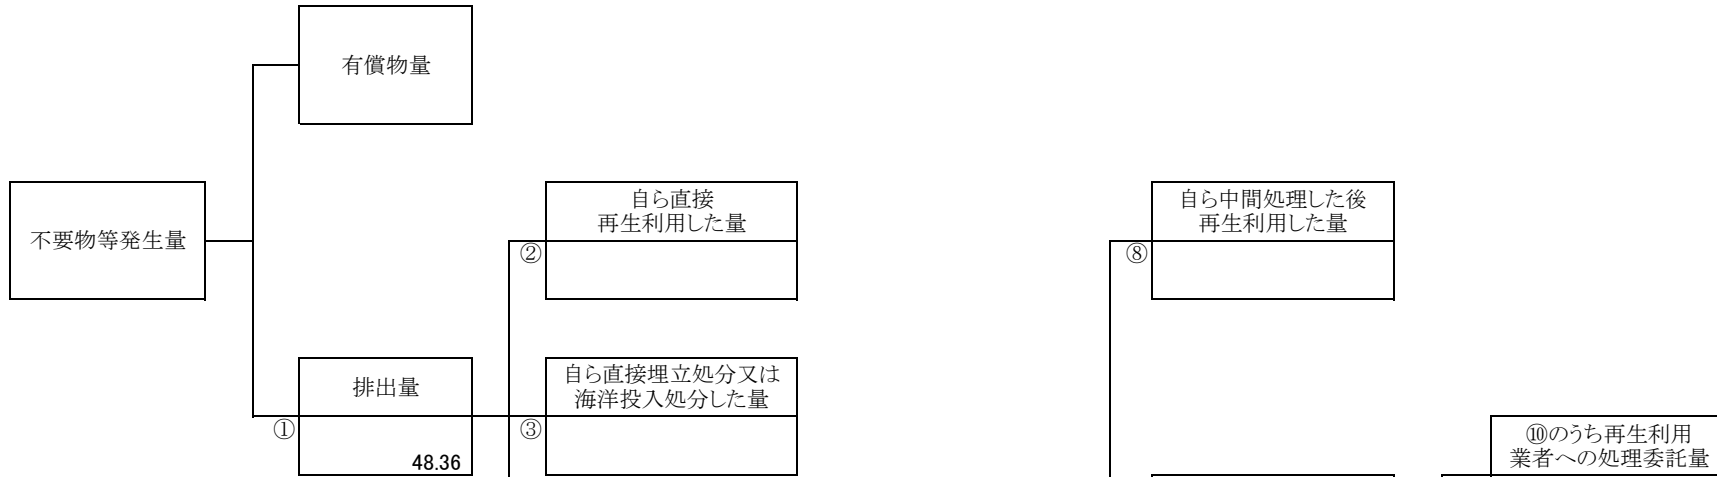 有償物量
不要物等発生量
自ら直接
再生利用した量
②
自ら中間処理した後
再生利用した量
⑧
排出量
①
48.36
自ら直接埋立処分又は
海洋投入処分した量
③
⑩のうち再生利用
業者への処理委託量